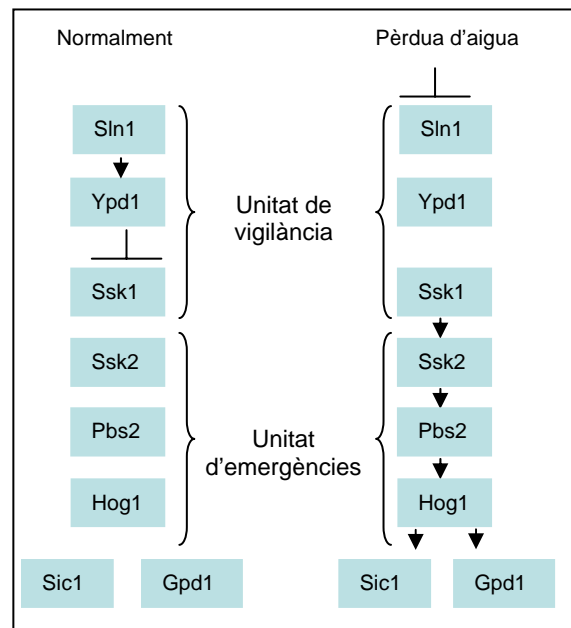 Normalment
Pèrdua d'aigua
Sln1
Sln1
Ypd1
Ypd1
Unitat de
vigilància
Ssk1
Ssk1
Ssk2
Ssk2
Pbs2
Pbs2
Unitat
d'emergències
Hog1
Hog1
Sic1
Gpd1
Sic1
Gpd1